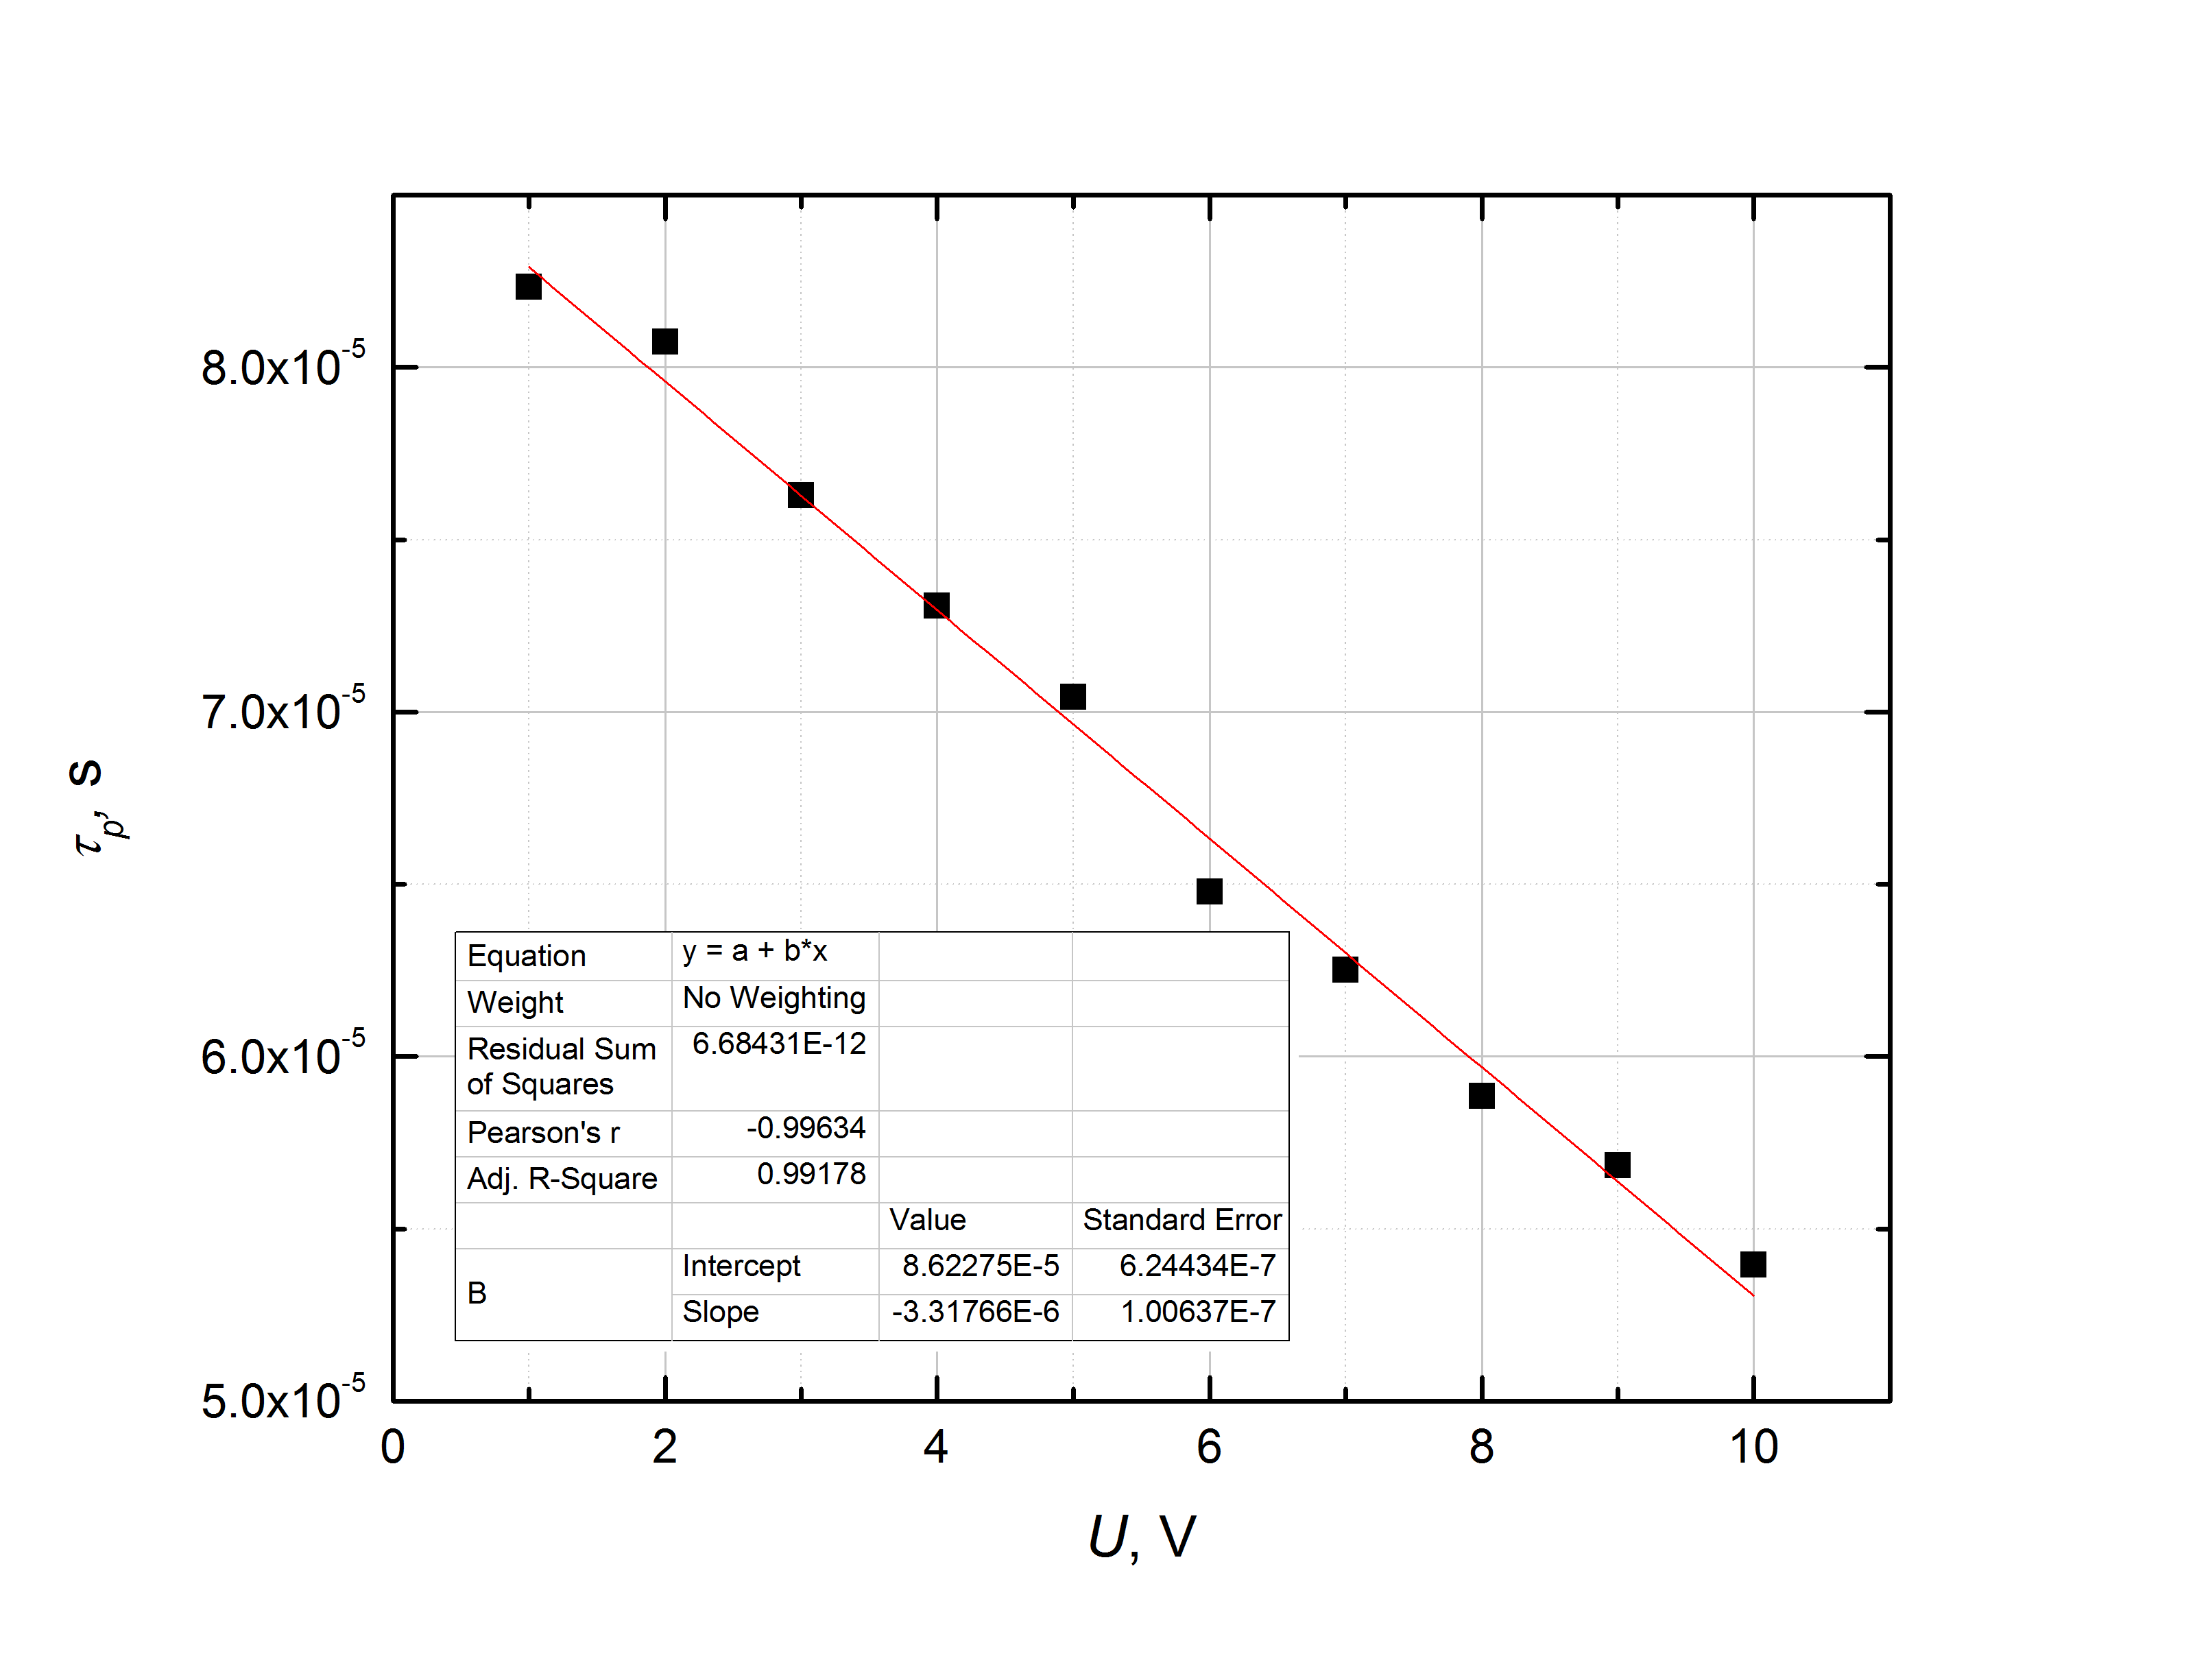 8.0x10⁻⁵
7.0x10⁻⁵
6.0x10⁻⁵
5.0x10⁻⁵
τp, s
Equation y = a + b*x
Weight No Weighting
Residual Sum of Squares 6.68431E-12
Pearson's r -0.99634
Adj. R-Square 0.99178
Value Standard Error
B Intercept 8.62275E-5 6.24434E-7
Slope -3.31766E-6 1.00637E-7
0 2 4 6 8 10
U, V